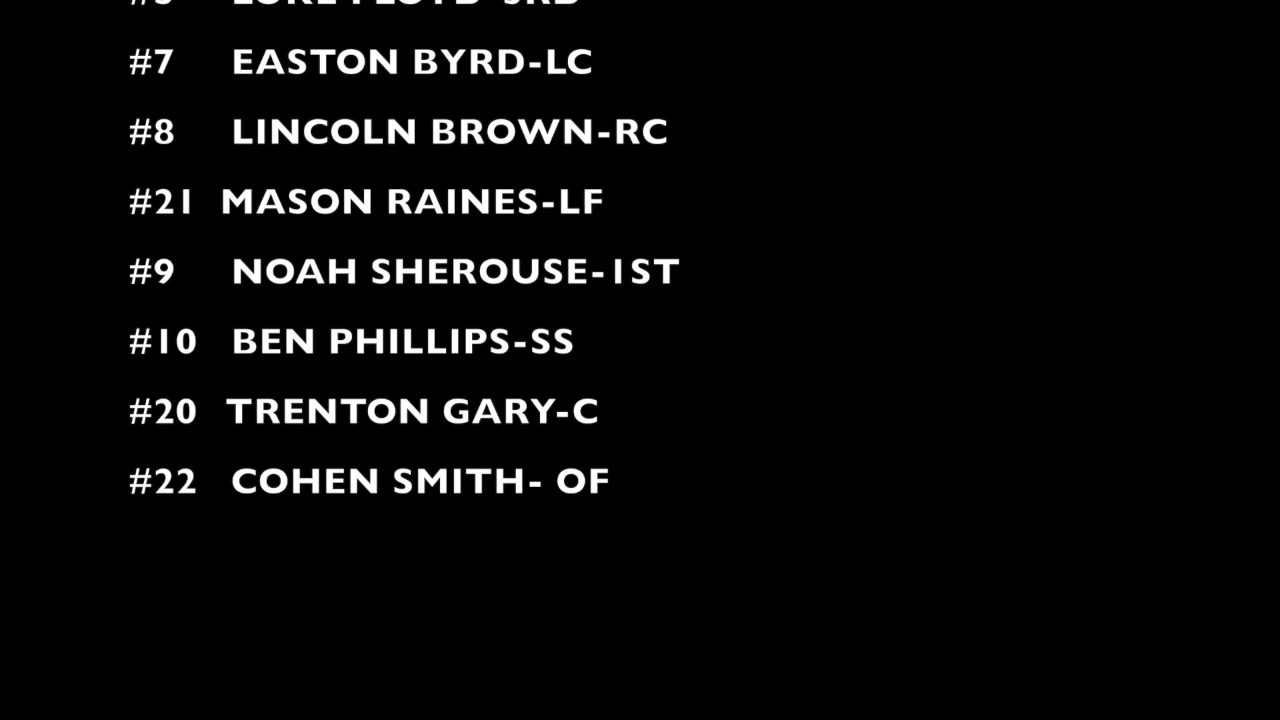 #7 EASTON BYRD-LC
#8 LINCOLN BROWN-RC
#21 MASON RAINES-LF
#9 NOAH SHEROUSE-1ST
#10 BEN PHILLIPS-SS
#20 TRENTON GARY-C
#22 COHEN SMITH- OF